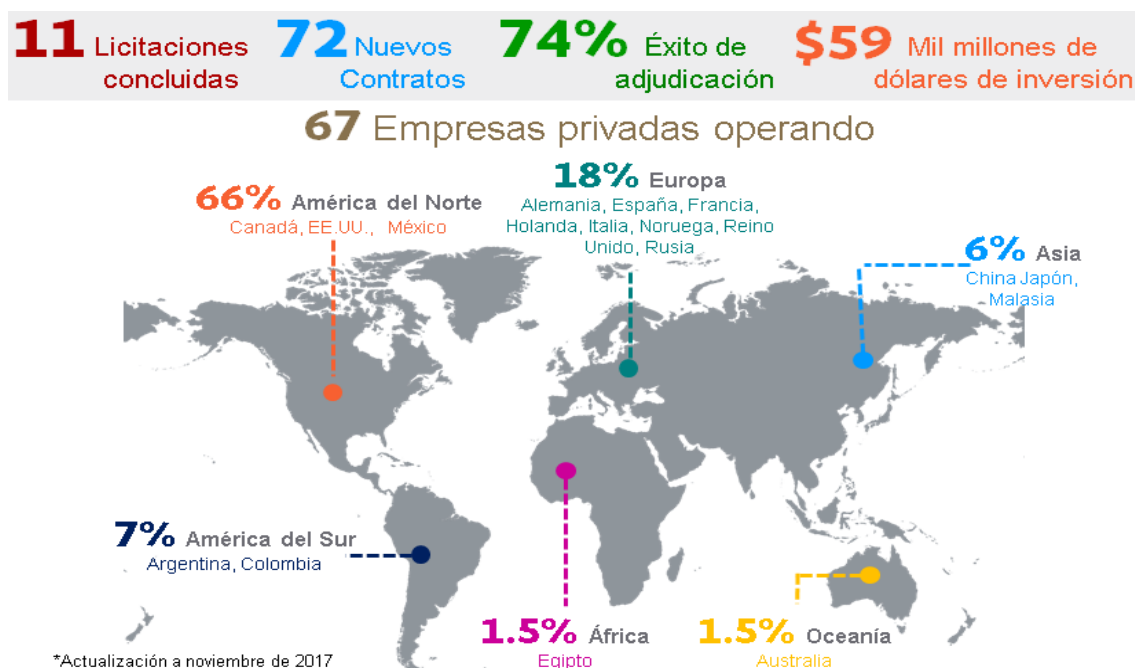 11 Licitaciones
concluidas
72 Nuevos
Contratos
74% Éxito de
adjudicación
$59 Mil millones de
dólares de inversión
67 Empresas privadas operando
66% América del Norte
Canadá, EE.UU., México
18% Europa
Alemania, España, Francia,
Holanda, Italia, Noruega, Reino
Unido, Rusia
6% Asia
China Japón,
Malasia
7% América del Sur
Argentina, Colombia
1.5% África
Egipto
1.5% Oceanía
Australia
*Actualización a noviembre de 2017